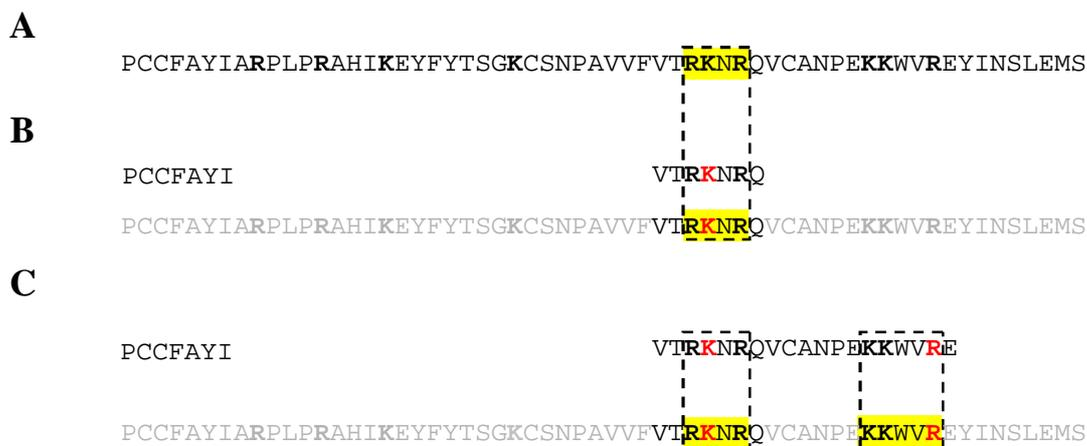 A
PCCFAYIARPLPRAHIKEYFYTSGKCSNPAVVFVTRKNRQVCANPEKKWVREYINSLEMS
B
PCCFAYI VTRKNRQ
PCCFAYIARPLPRAHIKEYFYTSGKCSNPAVVFVTRKNRQVCANPEKKWVREYINSLEMS
C
PCCFAYI VTRKNRQVCANPEKKWVRE
PCCFAYIARPLPRAHIKEYFYTSGKCSNPAVVFVTRKNRQVCANPEKKWVREYINSLEMS